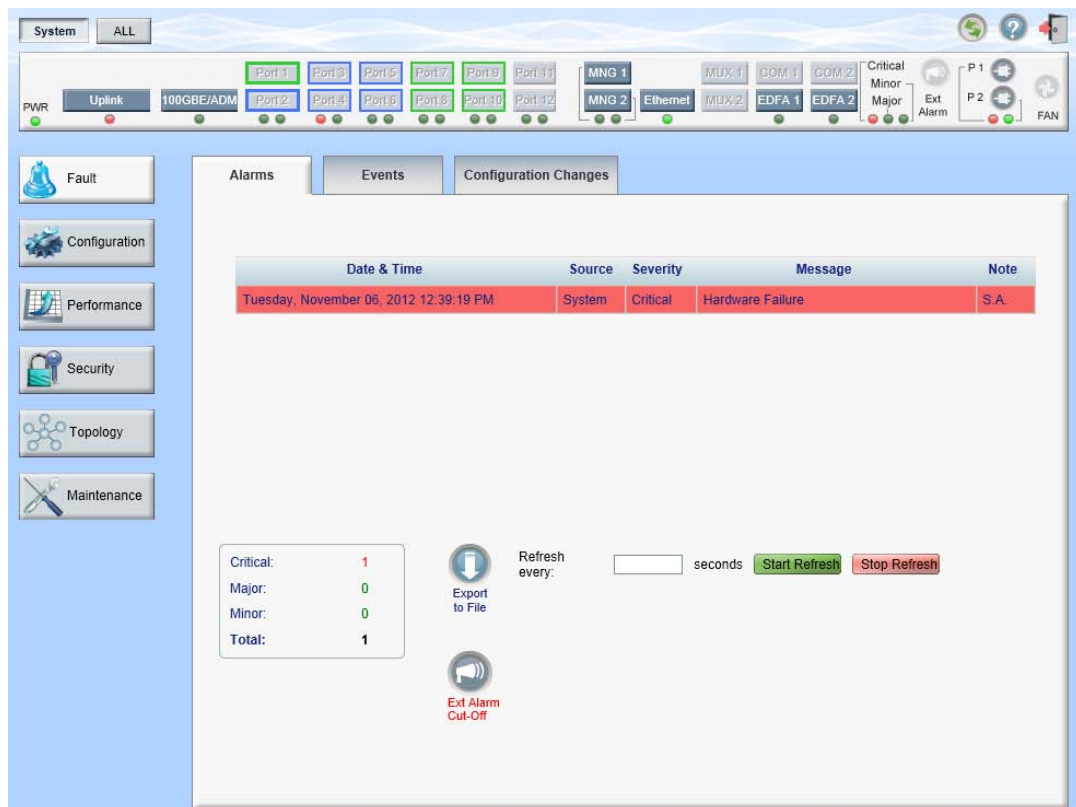 System ALL
Port 1 Port 3 Port 5 Port 7 Port 9 Port 11 MNG 1 MUX 1 COM 1 COM 2 Critical Minor Major Ext Alarm P 1
PWR Uplink 100GBE/ADM Port 2 Port 4 Port 6 Port 8 Port 10 Port 12 MNG 2 Ethernet MUX 2 EDFA 1 EDFA 2 P 2 FAN
Fault
Configuration
Performance
Security
Topology
Maintenance
Alarms Events Configuration Changes
Date & Time Source Severity Message Note
Tuesday, November 06, 2012 12:39:19 PM System Critical Hardware Failure S.A.
Critical: 1
Major: 0
Minor: 0
Total: 1
Export
to File
Ext Alarm
Cut-Off
Refresh
every:
seconds Start Refresh Stop Refresh